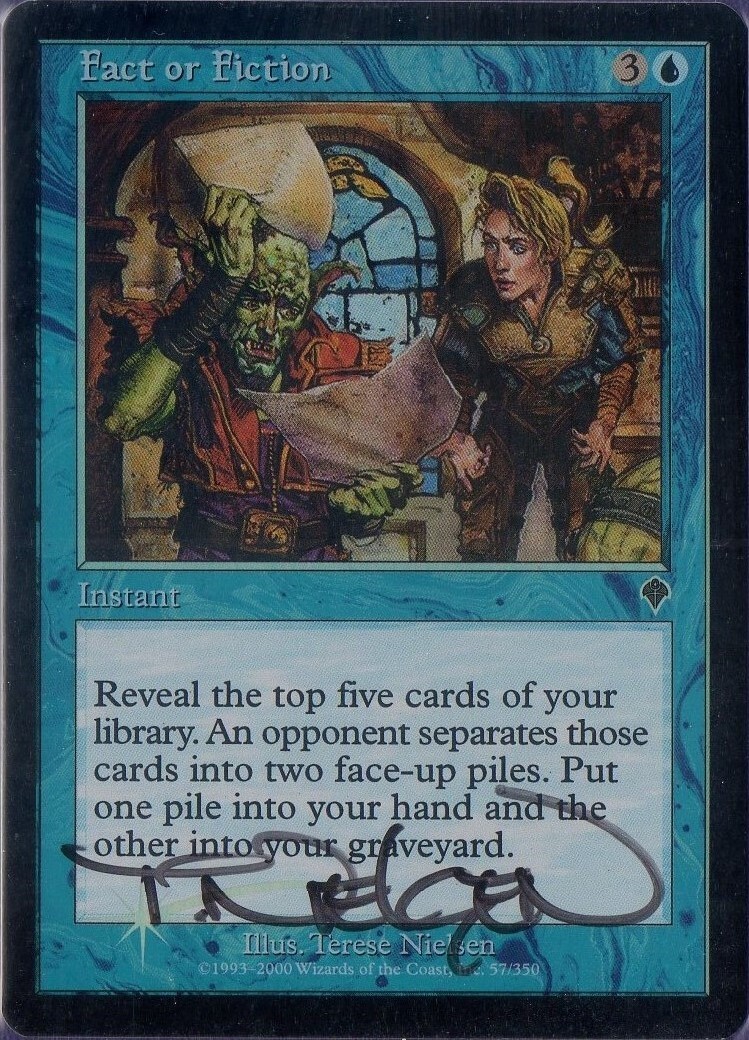 Fact or Fiction 3
Instant
Reveal the top five cards of your
library. An opponent separates those
cards into two face-up piles. Put
one pile into your hand and the
other into your graveyard.
T. Nielsen
Illus. Terese Nielsen
©1993-2000 Wizards of the Coast, Inc. 57/350